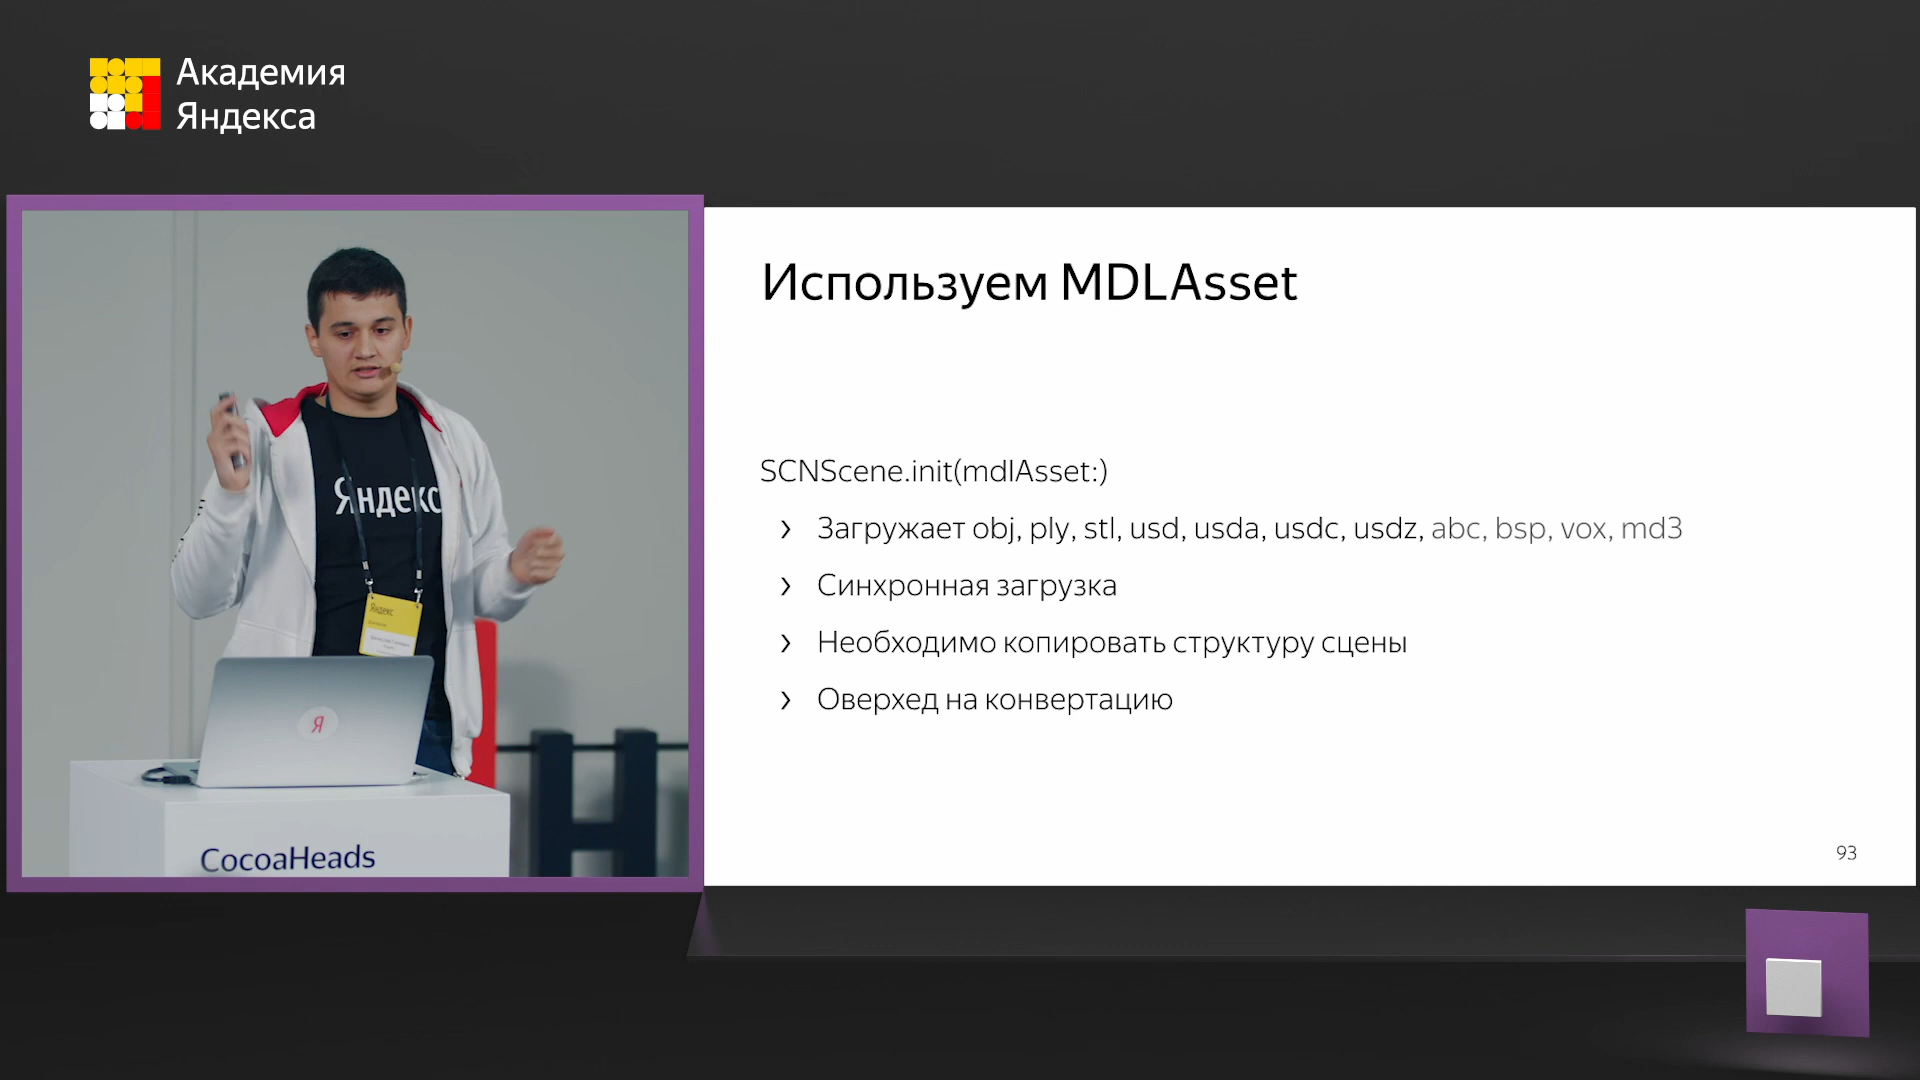 Академия
Яндекса
Яндекс
Яндекс
Я
CocoaHeads
Н
Используем MDLAsset
SCNScene.init(mdlAsset:)
› Загружает obj, ply, stl, usd, usda, usdc, usdz, abc, bsp, vox, md3
› Синхронная загрузка
› Необходимо копировать структуру сцены
› Оверхед на конвертацию
93